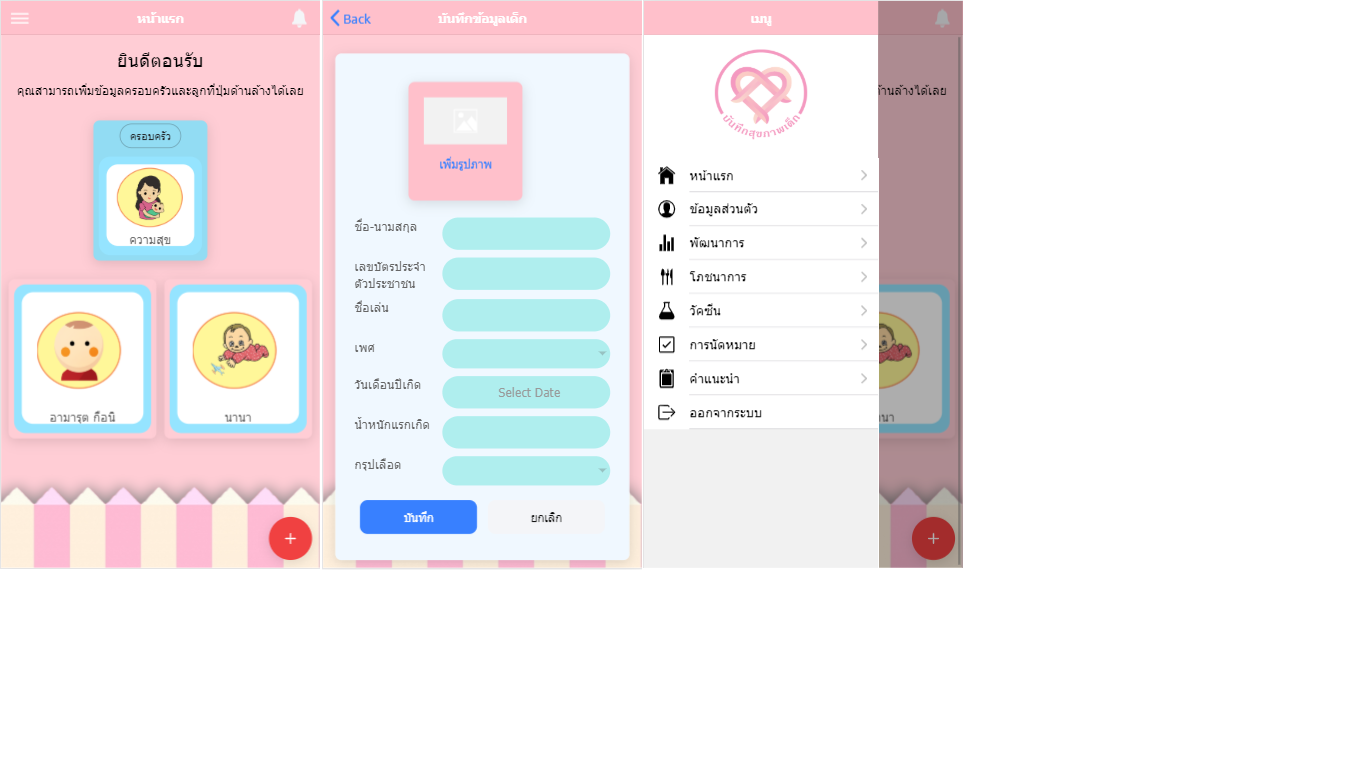 หน้าแรก
ยินดีตอนรับ
คุณสามารถเพิ่มข้อมูลครอบครัวและลูกที่ปุ่มด้านล่างได้เลย
ครอบครัว
ความสุข
อามารุต กือนิ
นานา
+
Back
บันทึกข้อมูลเด็ก
เพิ่มรูปภาพ
ชื่อ-นามสกุล
เลขบัตรประจำ
ตัวประชาชน
ชื่อเล่น
เพศ
วันเดือนปีเกิด
Select Date
น้ำหนักแรกเกิด
กรุปเลือด
บันทึก
ยกเลิก
เมนู
บันทึกสุขภาพเด็ก
หน้าแรก
ข้อมูลส่วนตัว
พัฒนาการ
โภชนาการ
วัคซีน
การนัดหมาย
คำแนะนำ
ออกจากระบบ
านล่างได้เลย
านา
+